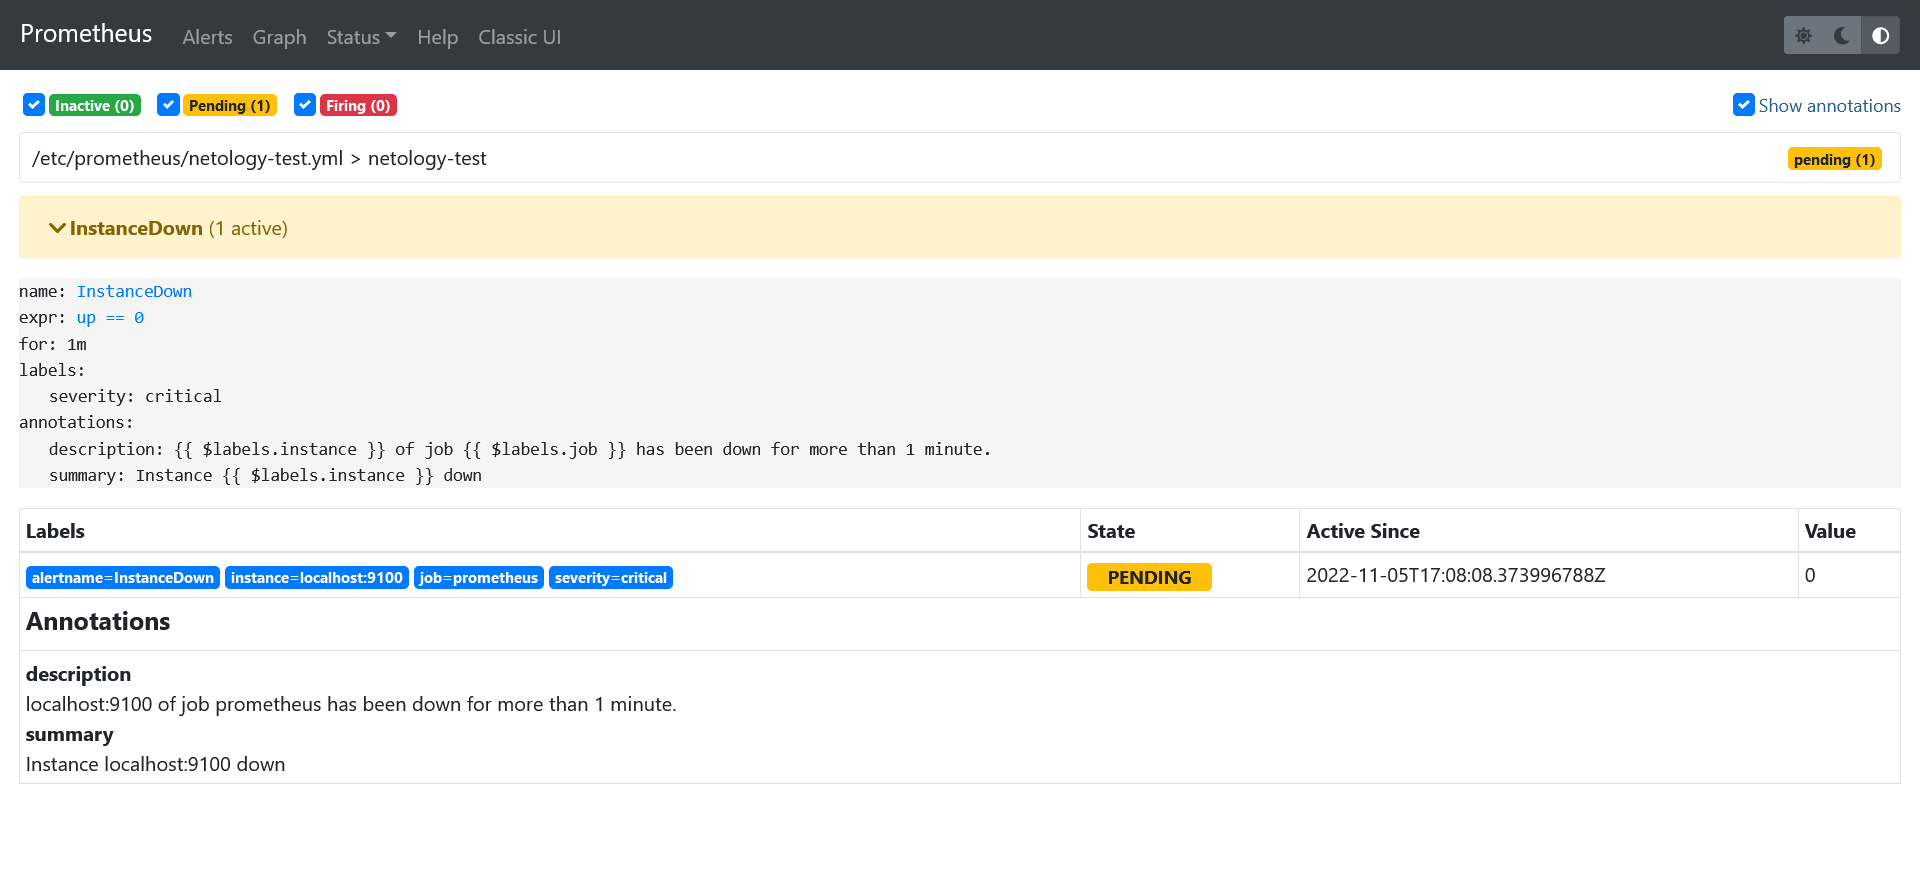 Prometheus Alerts Graph Status Help Classic UI
Inactive (0) Pending (1) Firing (0) Show annotations
/etc/prometheus/netology-test.yml > netology-test pending (1)
InstanceDown (1 active)
name: InstanceDown
expr: up == 0
for: 1m
labels:
severity: critical
annotations:
description: {{ $labels.instance }} of job {{ $labels.job }} has been down for more than 1 minute.
summary: Instance {{ $labels.instance }} down
Labels State Active Since Value
alertname=InstanceDown instance=localhost:9100 job=prometheus severity=critical PENDING 2022-11-05T17:08:08.373996788Z 0
Annotations
description
localhost:9100 of job prometheus has been down for more than 1 minute.
summary
Instance localhost:9100 down